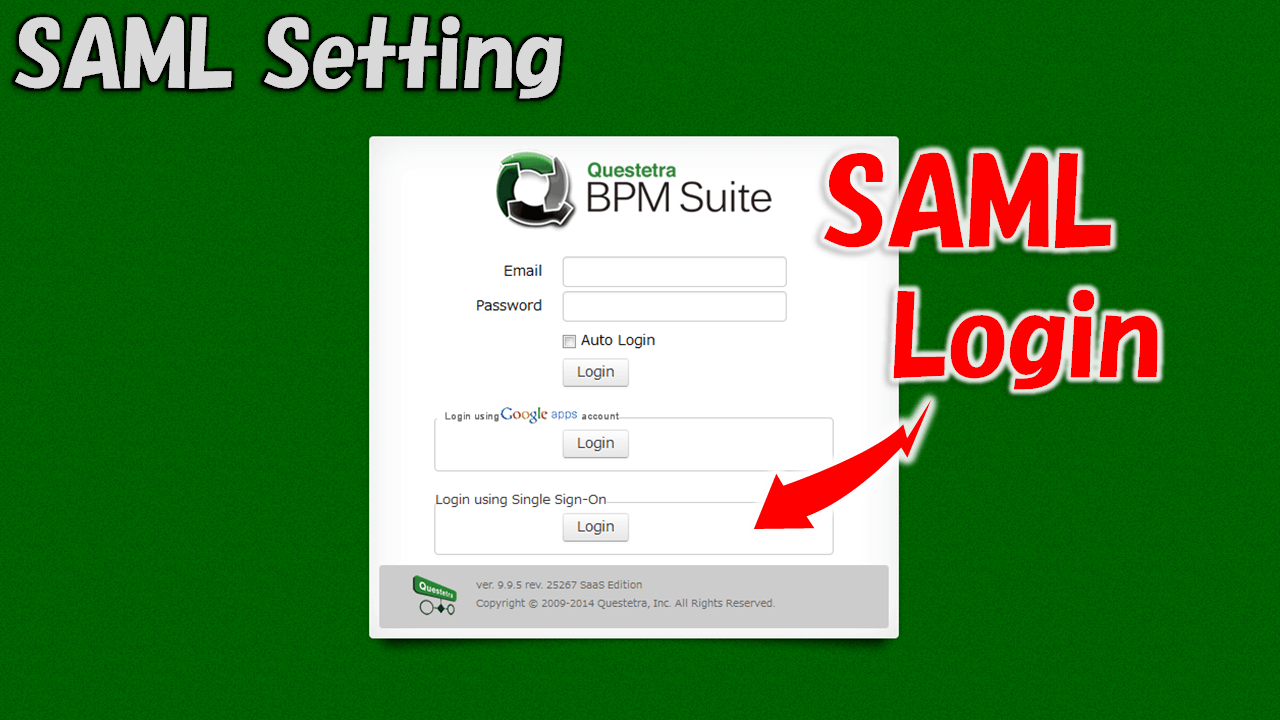 SAML Setting
Questetra
BPM Suite
SAML
Login
Email
Password
Auto Login
Login
Login using Google apps account
Login
Login using Single Sign-On
Login
Questetra
ver. 9.9.5 rev. 25267 SaaS Edition
Copyright © 2009-2014 Questetra, Inc. All Rights Reserved.